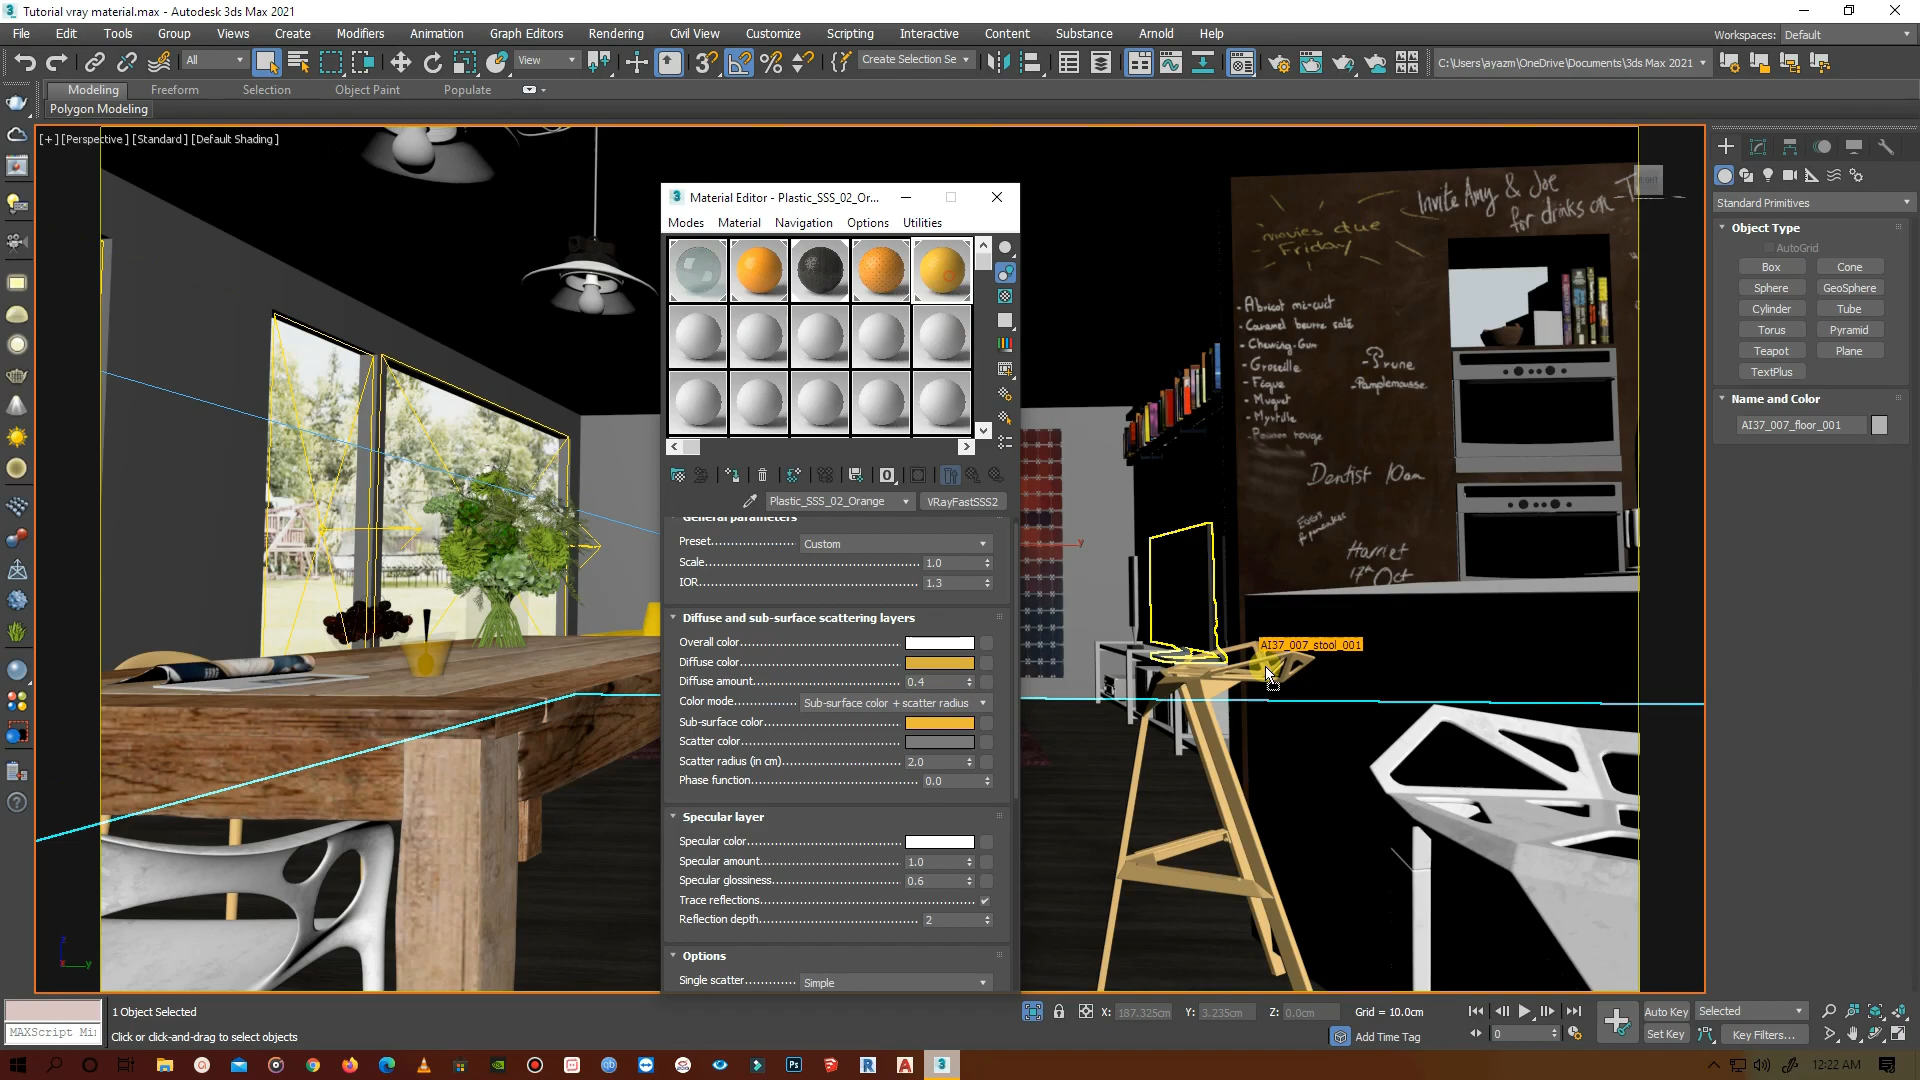 Tutorial vray material.max - Autodesk 3ds Max 2021
File Edit Tools Group Views Create Modifiers Animation Graph Editors Rendering Civil View Customize Scripting Interactive Content Substance Arnold Help
Workspaces: Default
All View Create Selection Se C:\Users\ayazm\OneDrive\Documents\3ds Max 2021
Modeling Freeform Selection Object Paint Populate
Polygon Modeling
[+] [Perspective] [Standard] [Default Shading]
Material Editor - Plastic_SSS_02_Or...
Modes Material Navigation Options Utilities
Plastic_SSS_02_Orange VRayFastSSS2
General parameters
Preset Custom
Scale 1.0
IOR 1.3
Diffuse and sub-surface scattering layers
Overall color
Diffuse color
Diffuse amount 0.4
Color mode Sub-surface color + scatter radius
Sub-surface color
Scatter color
Scatter radius (in cm) 2.0
Phase function 0.0
Specular layer
Specular color
Specular amount 1.0
Specular glossiness 0.6
Trace reflections
Reflection depth 2
Options
Single scatter Simple
Invite Amy & Joe
for drinks on
movies due
Friday
- Abricot mi-cuit
- Caramel beurre salé
- Chewing-Gum
- Groseille
- Figue
- Muguet
- Myrtille
- Poivron rouge
- Prune
- Pamplemousse
Dentist 10am
Harriet
17th Oct
AI37_007_stool_001
y
z
y
Standard Primitives
Object Type
AutoGrid
Box Cone
Sphere GeoSphere
Cylinder Tube
Torus Pyramid
Teapot Plane
TextPlus
Name and Color
AI37_007_floor_001
1 Object Selected
MAXScript Mi
Click or click-and-drag to select objects
X: 187.325cm Y: 3.235cm Z: 0.0cm Grid = 10.0cm
Add Time Tag
0
Auto Key Selected
Set Key Key Filters...
12:22 AM